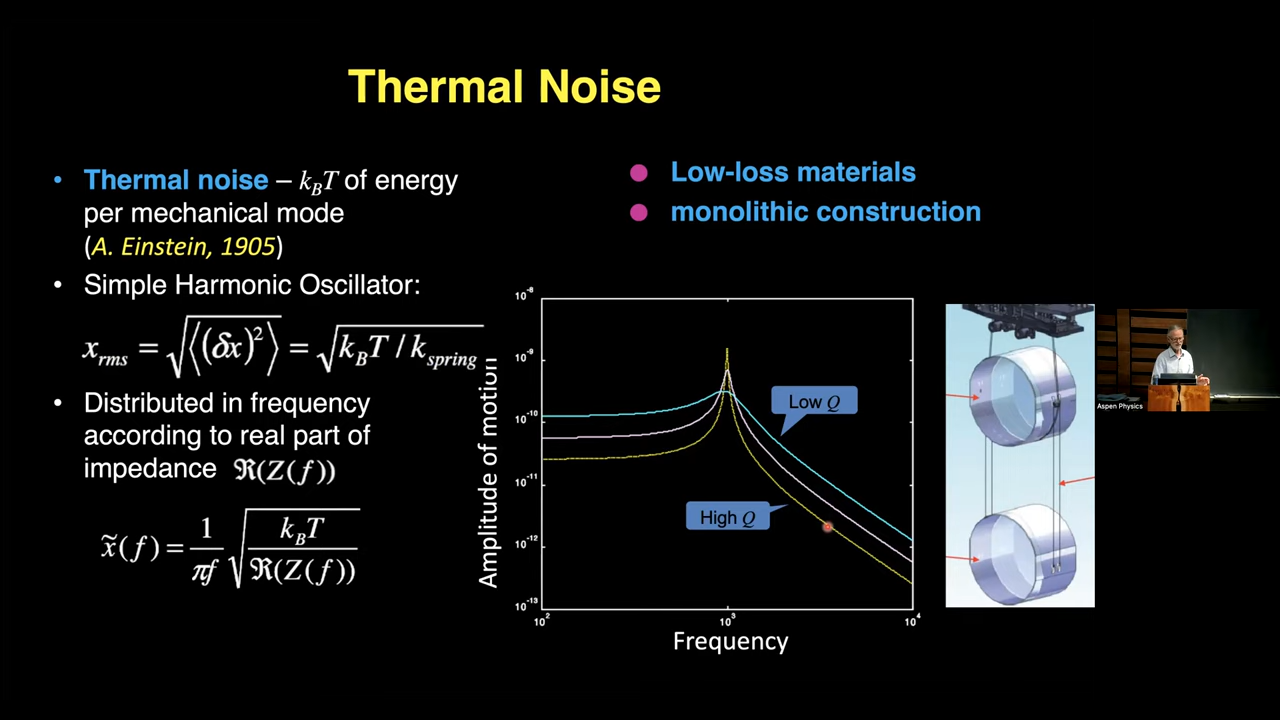 Thermal Noise
• Thermal noise – k_BT of energy
per mechanical mode
(A. Einstein, 1905)
• Simple Harmonic Oscillator:
x_rms = √⟨(δx)²⟩ = √k_BT / k_spring
• Distributed in frequency
according to real part of
impedance ℜ(Z(f))
x̃(f) = 1/πf √k_BT/ℜ(Z(f))
● Low-loss materials
● monolithic construction
Amplitude of motion
10⁻⁸
10⁻⁹
10⁻¹⁰
10⁻¹¹
10⁻¹²
10⁻¹³
Low Q
High Q
10² 10³ 10⁴
Frequency
Aspen Physics